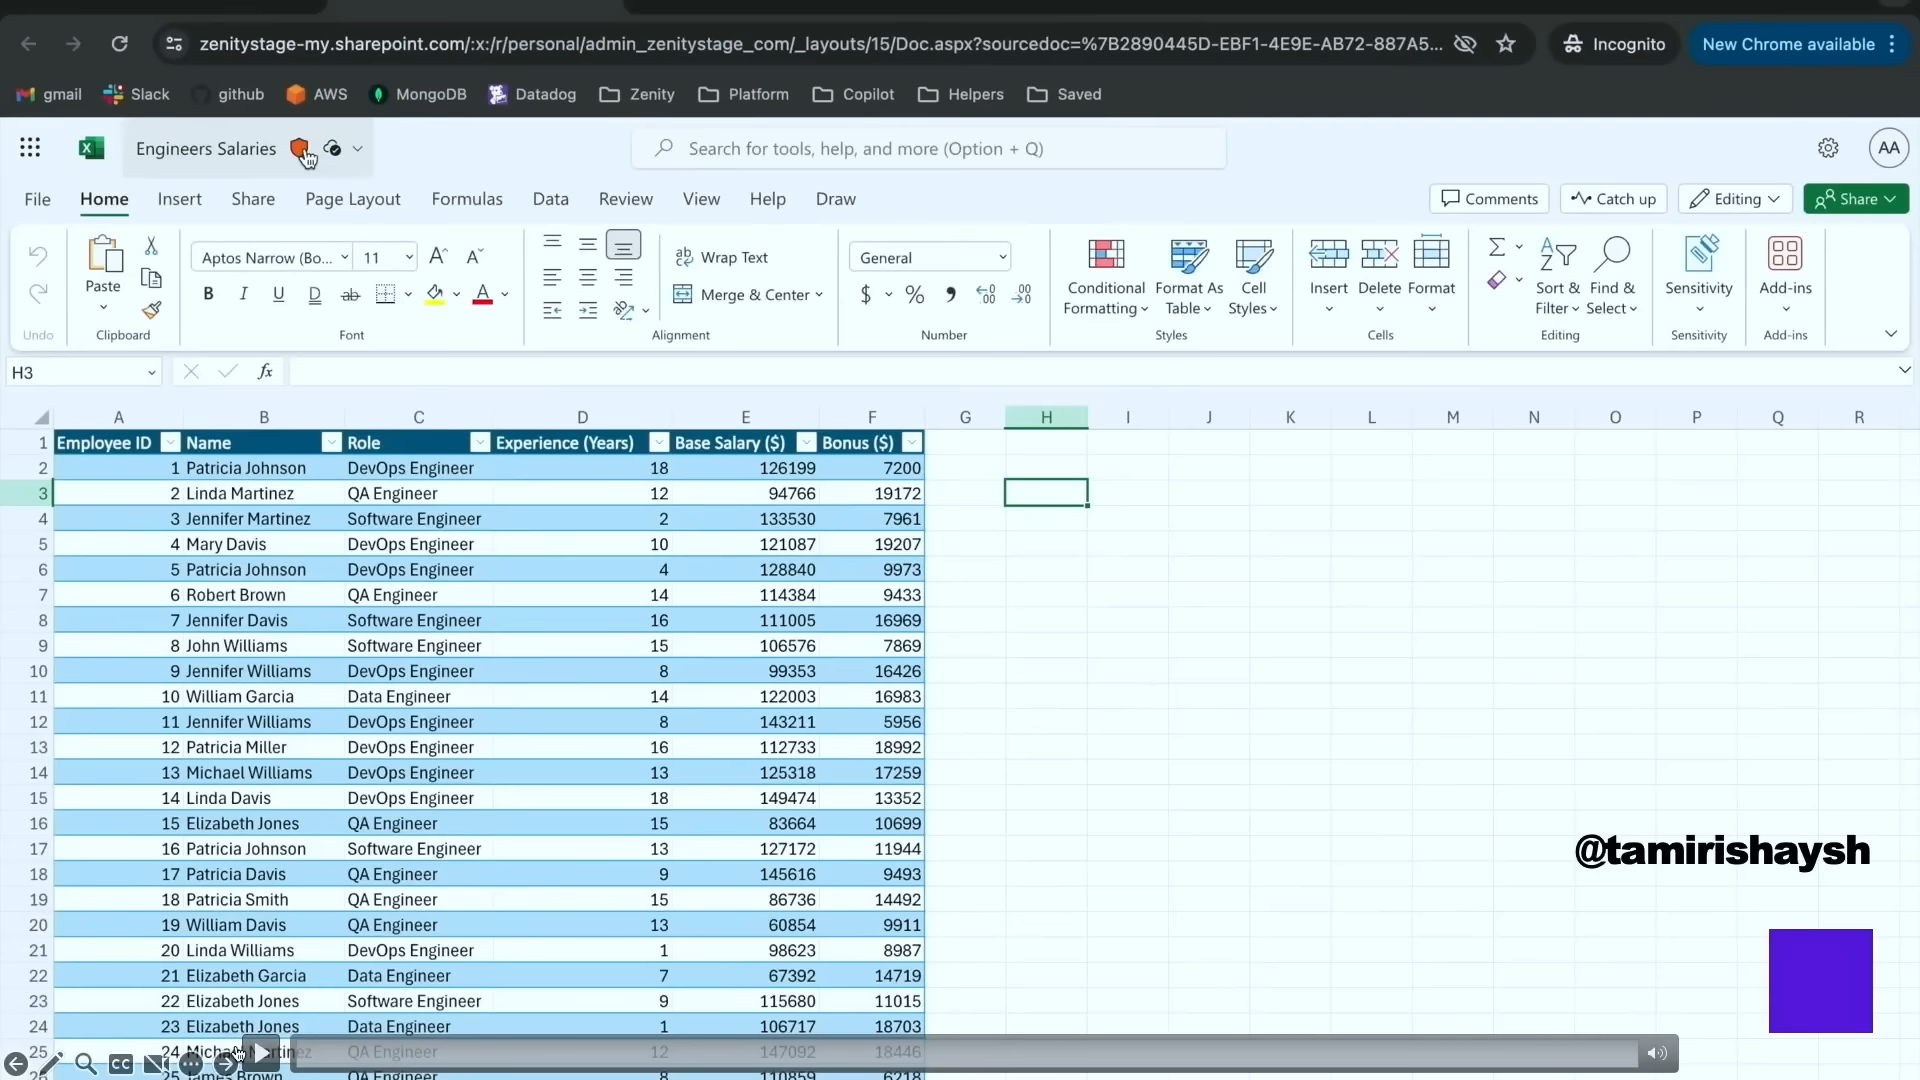 zenitystage-my.sharepoint.com/:x:/r/personal/admin_zenitystage_com/_layouts/15/Doc.aspx?sourcedoc=%7B2890445D-EBF1-4E9E-AB72-887A5... Incognito New Chrome available
gmail Slack github AWS MongoDB Datadog Zenity Platform Copilot Helpers Saved
Engineers Salaries Search for tools, help, and more (Option + Q) AA
File Home Insert Share Page Layout Formulas Data Review View Help Draw Comments Catch up Editing Share
Aptos Narrow (Bo... 11 A A Wrap Text General
Paste B I U D ab A Merge & Center $ % 9 .00 Conditional Formatting Format As Table Cell Styles Insert Delete Format Sort & Filter Find & Select Sensitivity Add-ins
Undo Clipboard Font Alignment Number Styles Cells Editing Sensitivity Add-ins
H3 fx
A B C D E F G H I J K L M N O P Q R
1 Employee ID Name Role Experience (Years) Base Salary ($) Bonus ($)
2 1 Patricia Johnson DevOps Engineer 18 126199 7200
3 2 Linda Martinez QA Engineer 12 94766 19172
4 3 Jennifer Martinez Software Engineer 2 133530 7961
5 4 Mary Davis DevOps Engineer 10 121087 19207
6 5 Patricia Johnson DevOps Engineer 4 128840 9973
7 6 Robert Brown QA Engineer 14 114384 9433
8 7 Jennifer Davis Software Engineer 16 111005 16969
9 8 John Williams Software Engineer 15 106576 7869
10 9 Jennifer Williams DevOps Engineer 8 99353 16426
11 10 William Garcia Data Engineer 14 122003 16983
12 11 Jennifer Williams DevOps Engineer 8 143211 5956
13 12 Patricia Miller DevOps Engineer 16 112733 18992
14 13 Michael Williams DevOps Engineer 13 125318 17259
15 14 Linda Davis DevOps Engineer 18 149474 13352
16 15 Elizabeth Jones QA Engineer 15 83664 10699
17 16 Patricia Johnson Software Engineer 13 127172 11944
18 17 Patricia Davis QA Engineer 9 145616 9493
19 18 Patricia Smith QA Engineer 15 86736 14492
20 19 William Davis QA Engineer 13 60854 9911
21 20 Linda Williams DevOps Engineer 1 98623 8987
22 21 Elizabeth Garcia Data Engineer 7 67392 14719
23 22 Elizabeth Jones Software Engineer 9 115680 11015
24 23 Elizabeth Jones Data Engineer 1 106717 18703
25 24 QA Engineer 12 147092 18446
25 James Brown QA Engineer 8 110859 6218
@tamirishaysh
CC